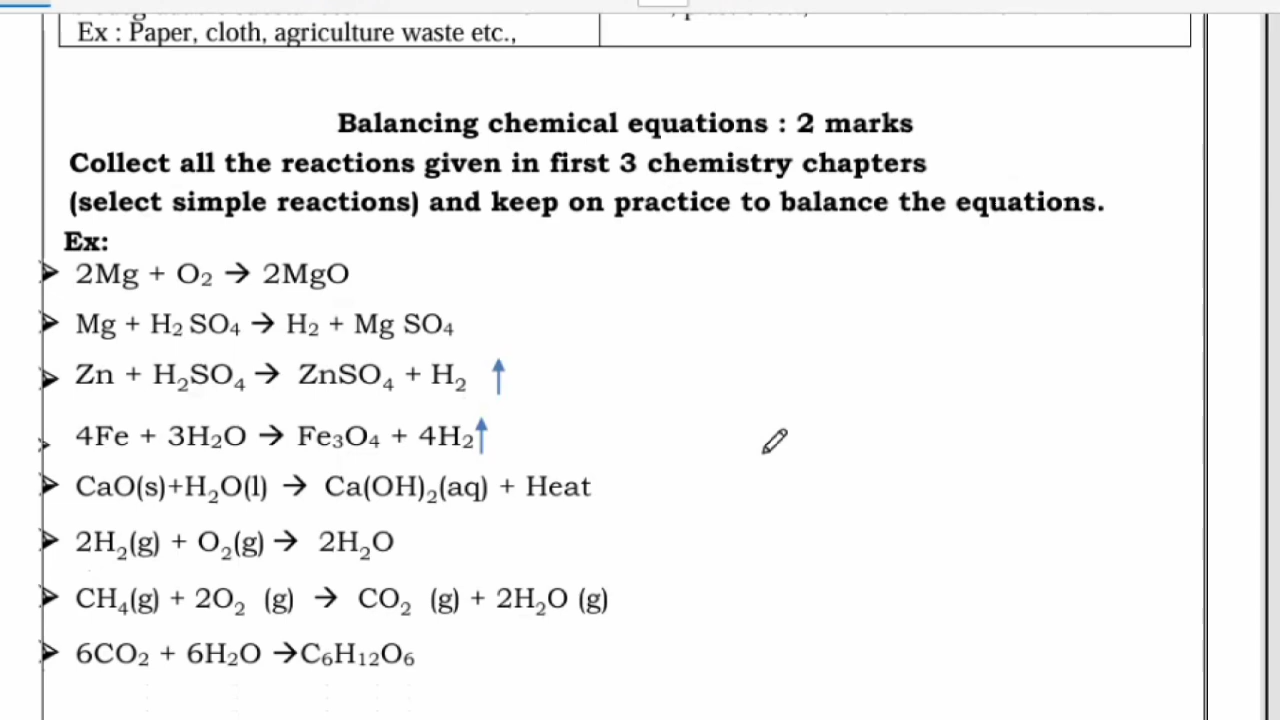 Ex : Paper, cloth, agriculture waste etc.,
Balancing chemical equations : 2 marks
Collect all the reactions given in first 3 chemistry chapters
(select simple reactions) and keep on practice to balance the equations.
Ex:
➢ 2Mg + O₂ → 2MgO
➢ Mg + H₂ SO₄ → H₂ + Mg SO₄
➢ Zn + H₂SO₄ → ZnSO₄ + H₂ ↑
➢ 4Fe + 3H₂O → Fe₃O₄ + 4H₂↑
➢ CaO(s)+H₂O(l) → Ca(OH)₂(aq) + Heat
➢ 2H₂(g) + O₂(g) → 2H₂O
➢ CH₄(g) + 2O₂ (g) → CO₂ (g) + 2H₂O (g)
➢ 6CO₂ + 6H₂O →C₆H₁₂O₆